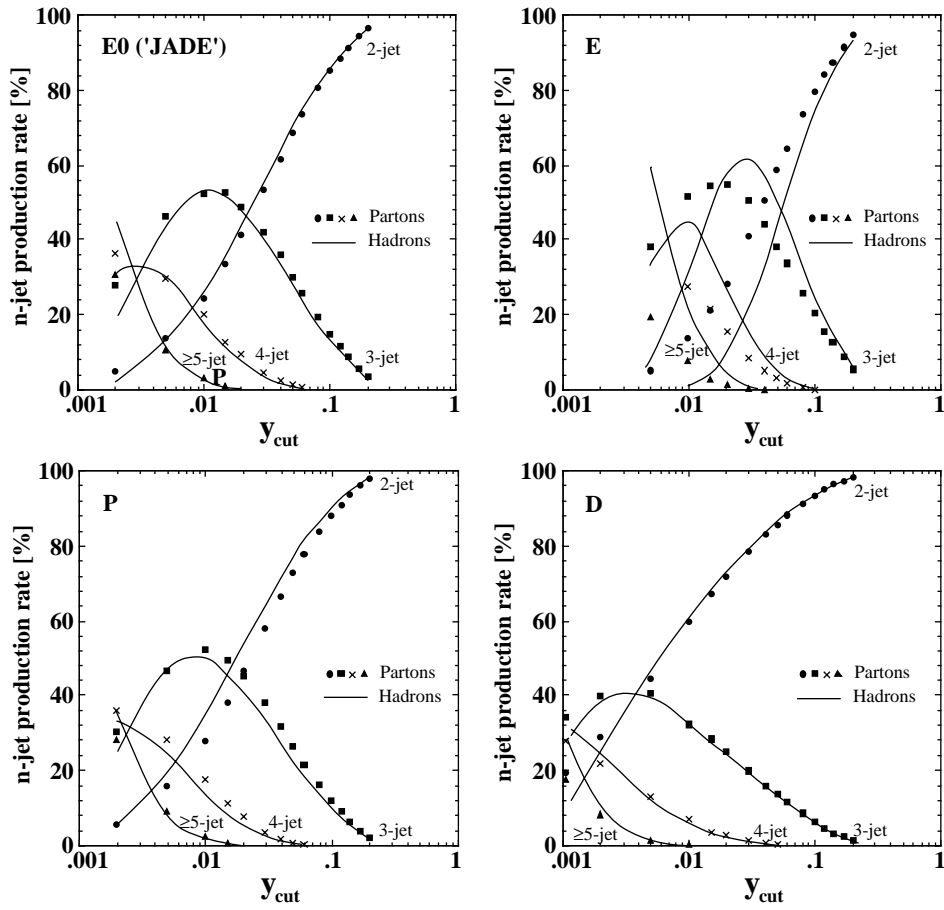 E0 ('JADE')
n-jet production rate [%]
100
80
60
40
20
0
2-jet
Partons
Hadrons
≥5-jet
4-jet
3-jet
P
.001
.01
.1
1
y_cut
E
n-jet production rate [%]
100
80
60
40
20
0
2-jet
Partons
Hadrons
≥5-jet
4-jet
3-jet
.001
.01
.1
1
y_cut
P
n-jet production rate [%]
100
80
60
40
20
0
2-jet
Partons
Hadrons
≥5-jet
4-jet
3-jet
.001
.01
.1
1
y_cut
D
n-jet production rate [%]
100
80
60
40
20
0
2-jet
Partons
Hadrons
≥5-jet
4-jet
3-jet
.001
.01
.1
1
y_cut